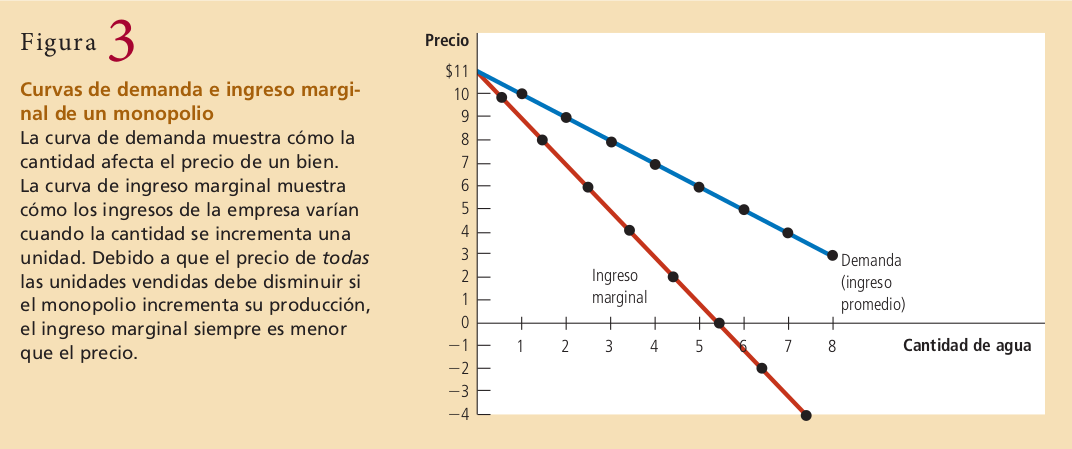 Figura 3
Curvas de demanda e ingreso margi-
nal de un monopolio
La curva de demanda muestra cómo la
cantidad afecta el precio de un bien.
La curva de ingreso marginal muestra
cómo los ingresos de la empresa varían
cuando la cantidad se incrementa una
unidad. Debido a que el precio de todas
las unidades vendidas debe disminuir si
el monopolio incrementa su producción,
el ingreso marginal siempre es menor
que el precio.
Precio
$11
10
9
8
7
6
5
4
3
2
1
0
−1
−2
−3
−4
Ingreso
marginal
Demanda
(ingreso
promedio)
1 2 3 4 5 6 7 8
Cantidad de agua